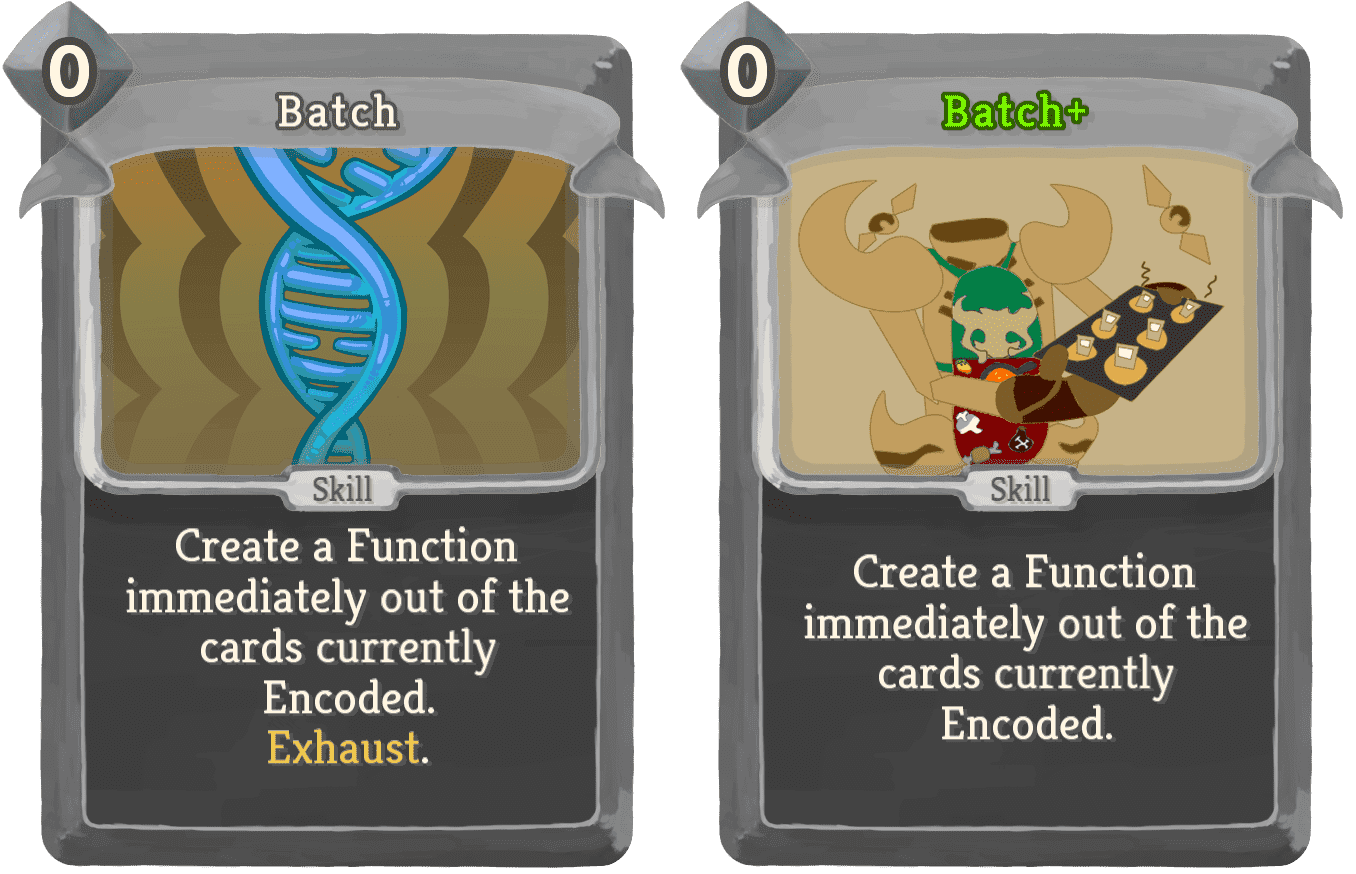 0
Batch
Skill
Create a Function
immediately out of the
cards currently
Encoded.
Exhaust.
0
Batch+
Skill
Create a Function
immediately out of the
cards currently
Encoded.